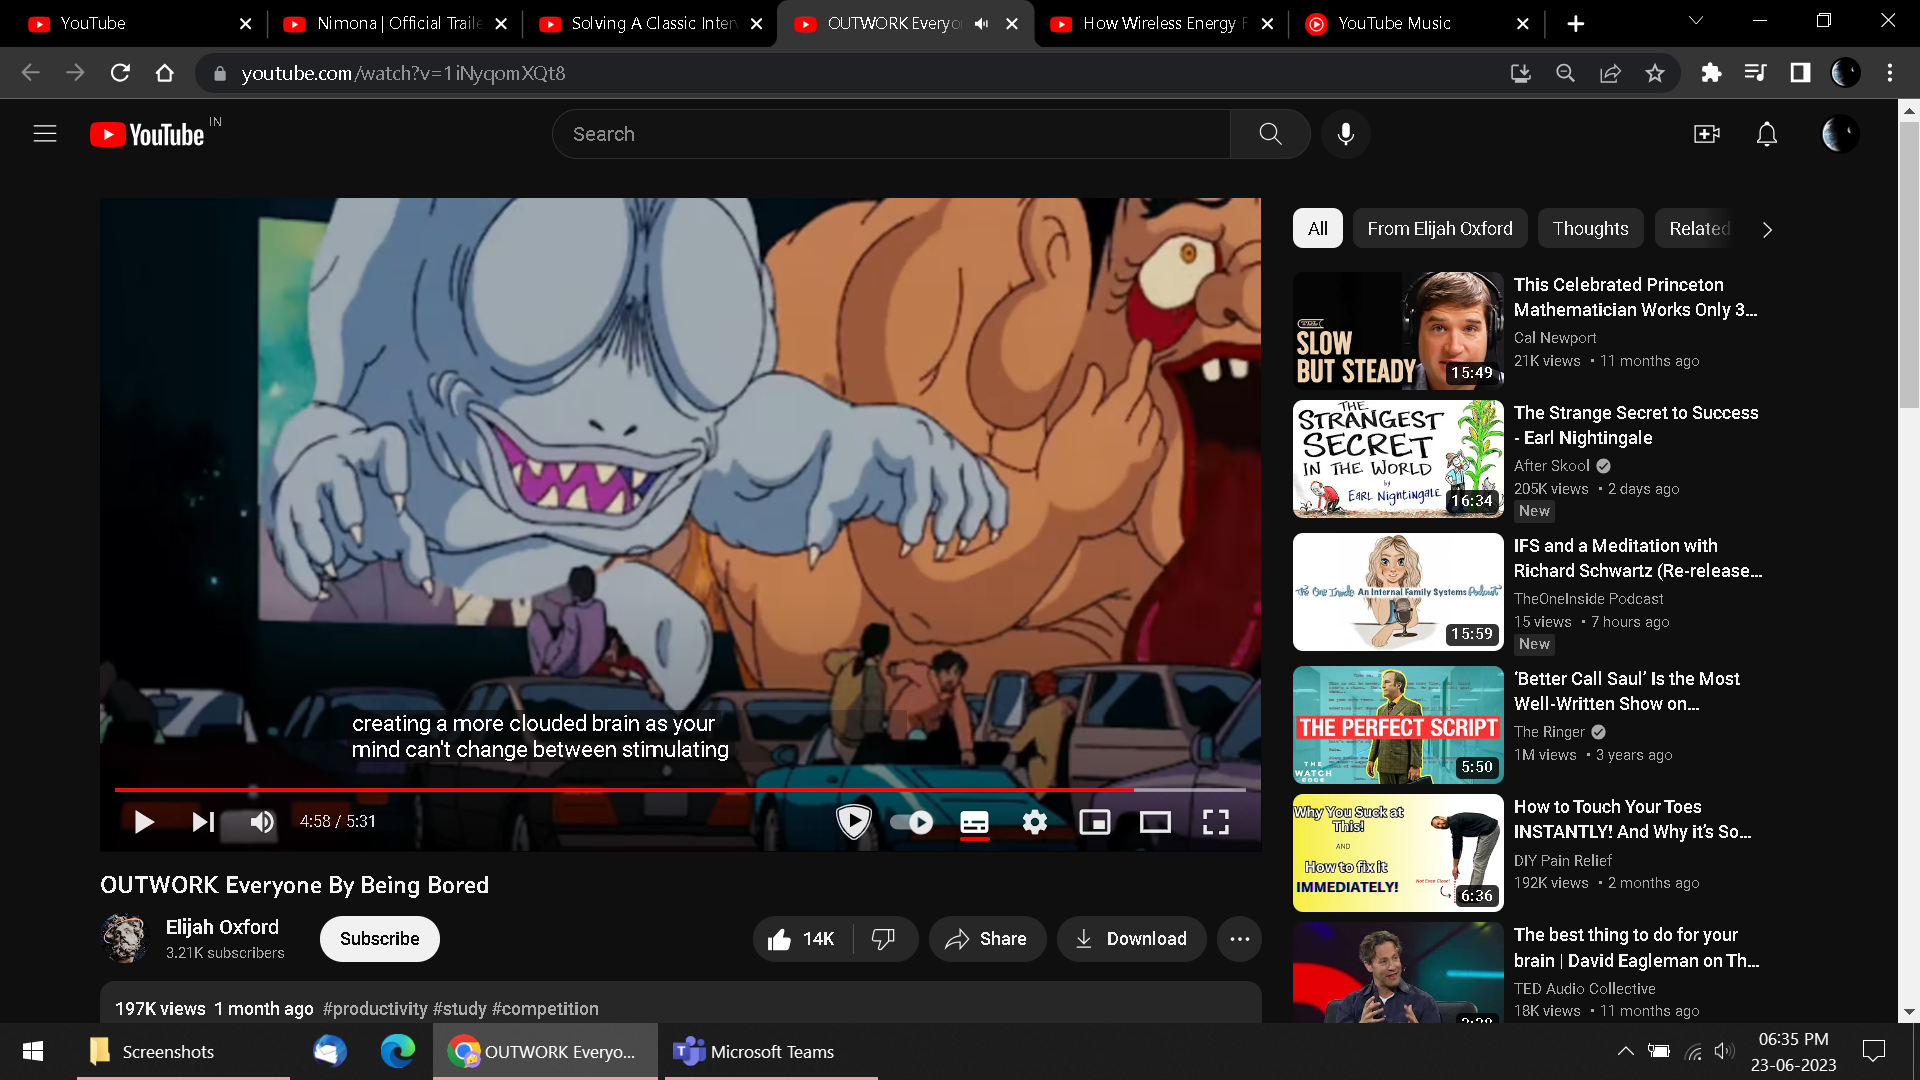 YouTube
Nimona | Official Traile
Solving A Classic Inter
OUTWORK Everyo
How Wireless Energy F
YouTube Music
youtube.com/watch?v=1iNyqomXQt8
YouTube IN
Search
All
From Elijah Oxford
Thoughts
Related
creating a more clouded brain as your
mind can't change between stimulating
4:58 / 5:31
OUTWORK Everyone By Being Bored
Elijah Oxford
3.21K subscribers
Subscribe
14K
Share
Download
197K views 1 month ago #productivity #study #competition
SLOW
BUT STEADY
15:49
This Celebrated Princeton
Mathematician Works Only 3...
Cal Newport
21K views • 11 months ago
THE
STRANGEST
SECRET
IN THE WORLD
by
EARL NIGHTINGALE
16:34
The Strange Secret to Success
- Earl Nightingale
After Skool
205K views • 2 days ago
New
The One Inside An Internal Family Systems Podcast
15:59
IFS and a Meditation with
Richard Schwartz (Re-release...
TheOneInside Podcast
15 views • 7 hours ago
New
THE PERFECT SCRIPT
THE
WATCH
5:50
‘Better Call Saul’ Is the Most
Well-Written Show on...
The Ringer
1M views • 3 years ago
Why You Suck at
This!
AND
How to fix it
IMMEDIATELY!
Not Even Close!
6:36
How to Touch Your Toes
INSTANTLY! And Why it's So...
DIY Pain Relief
192K views • 2 months ago
The best thing to do for your
brain | David Eagleman on Th...
TED Audio Collective
18K views • 11 months ago
Screenshots
OUTWORK Everyo...
Microsoft Teams
06:35 PM
23-06-2023